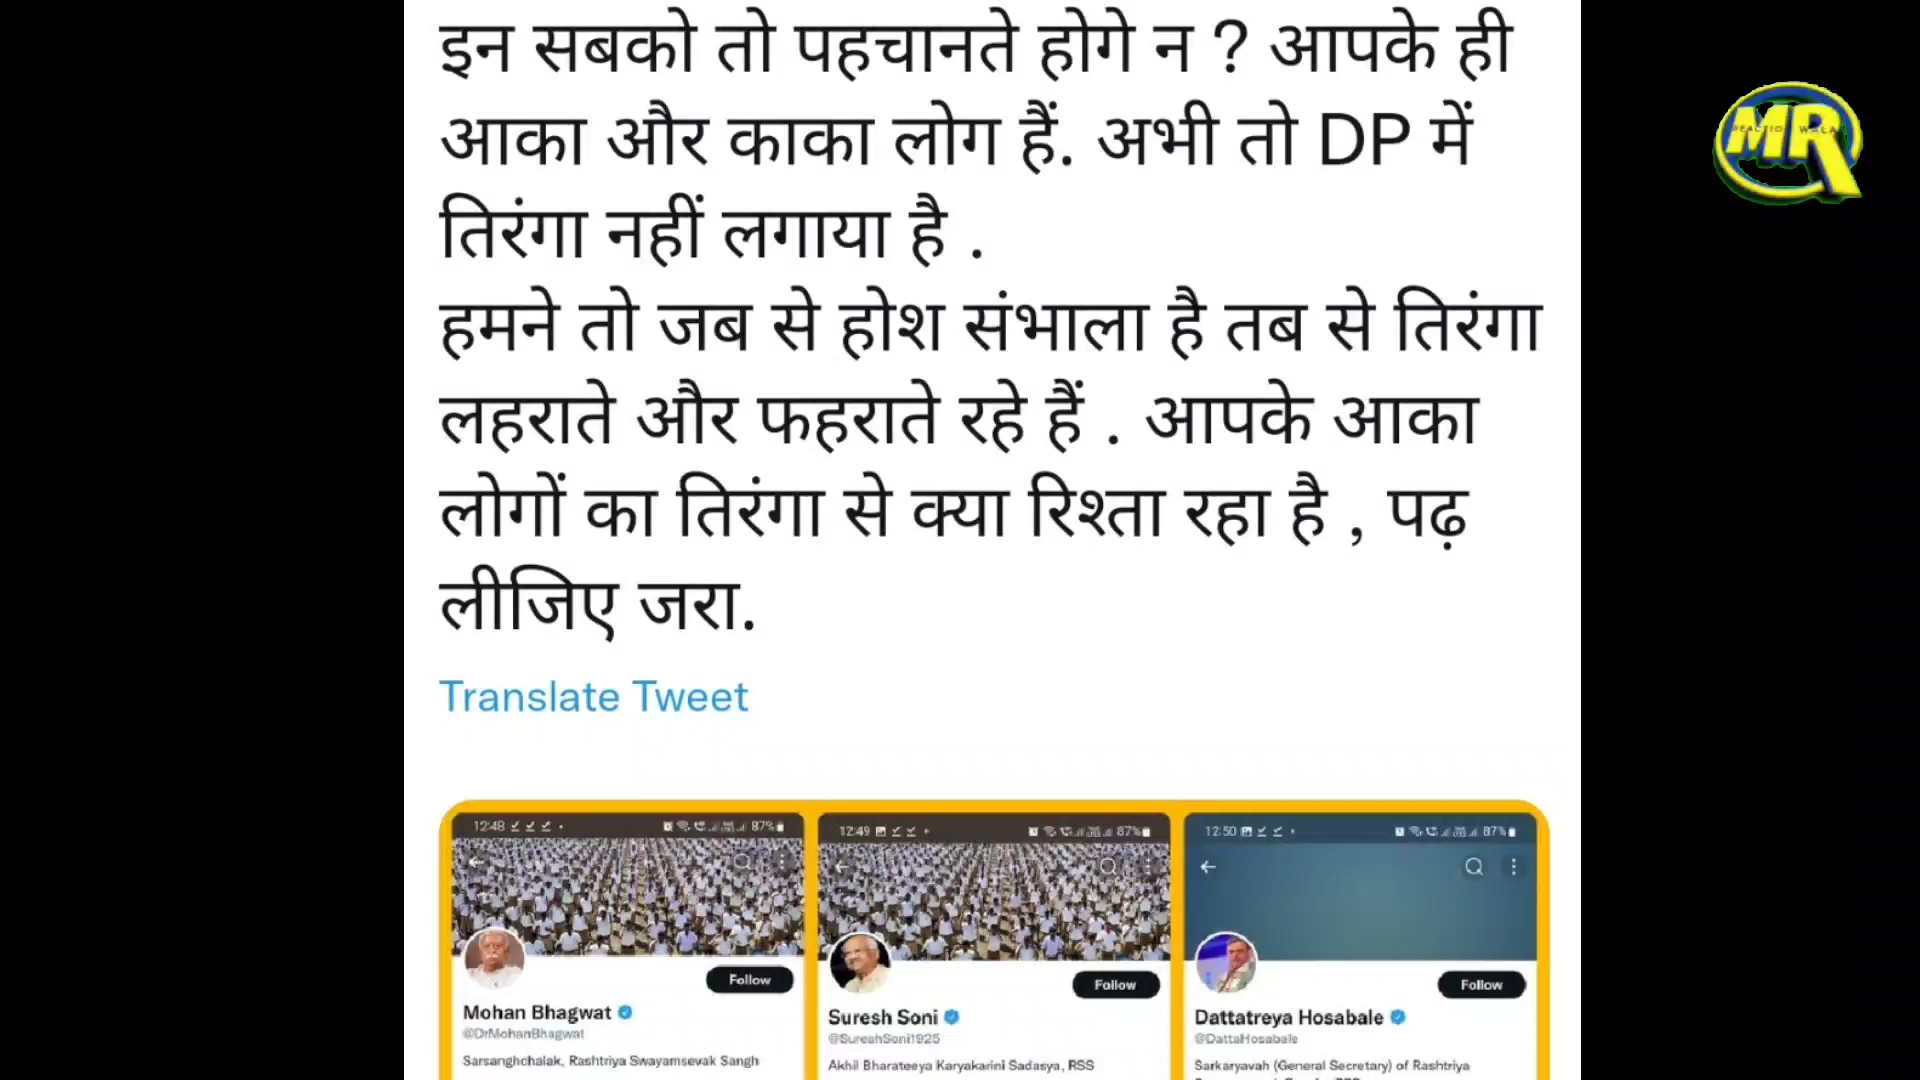 इन सबको तो पहचानते होगे न ? आपके ही
आका और काका लोग हैं. अभी तो DP में
तिरंगा नहीं लगाया है .
हमने तो जब से होश संभाला है तब से तिरंगा
लहराते और फहराते रहे हैं . आपके आका
लोगों का तिरंगा से क्या रिश्ता रहा है , पढ़
लीजिए जरा.
Translate Tweet
MR
REACTION WALA
12:48
87%
Follow
Mohan Bhagwat
@DrMohanBhagwat
Sarsanghchalak, Rashtriya Swayamsevak Sangh
12:49
87%
Follow
Suresh Soni
@SureshSoni1925
Akhil Bharateeya Karyakarini Sadasya, RSS
12:50
87%
Follow
Dattatreya Hosabale
@DattaHosabale
Sarkaryavah (General Secretary) of Rashtriya